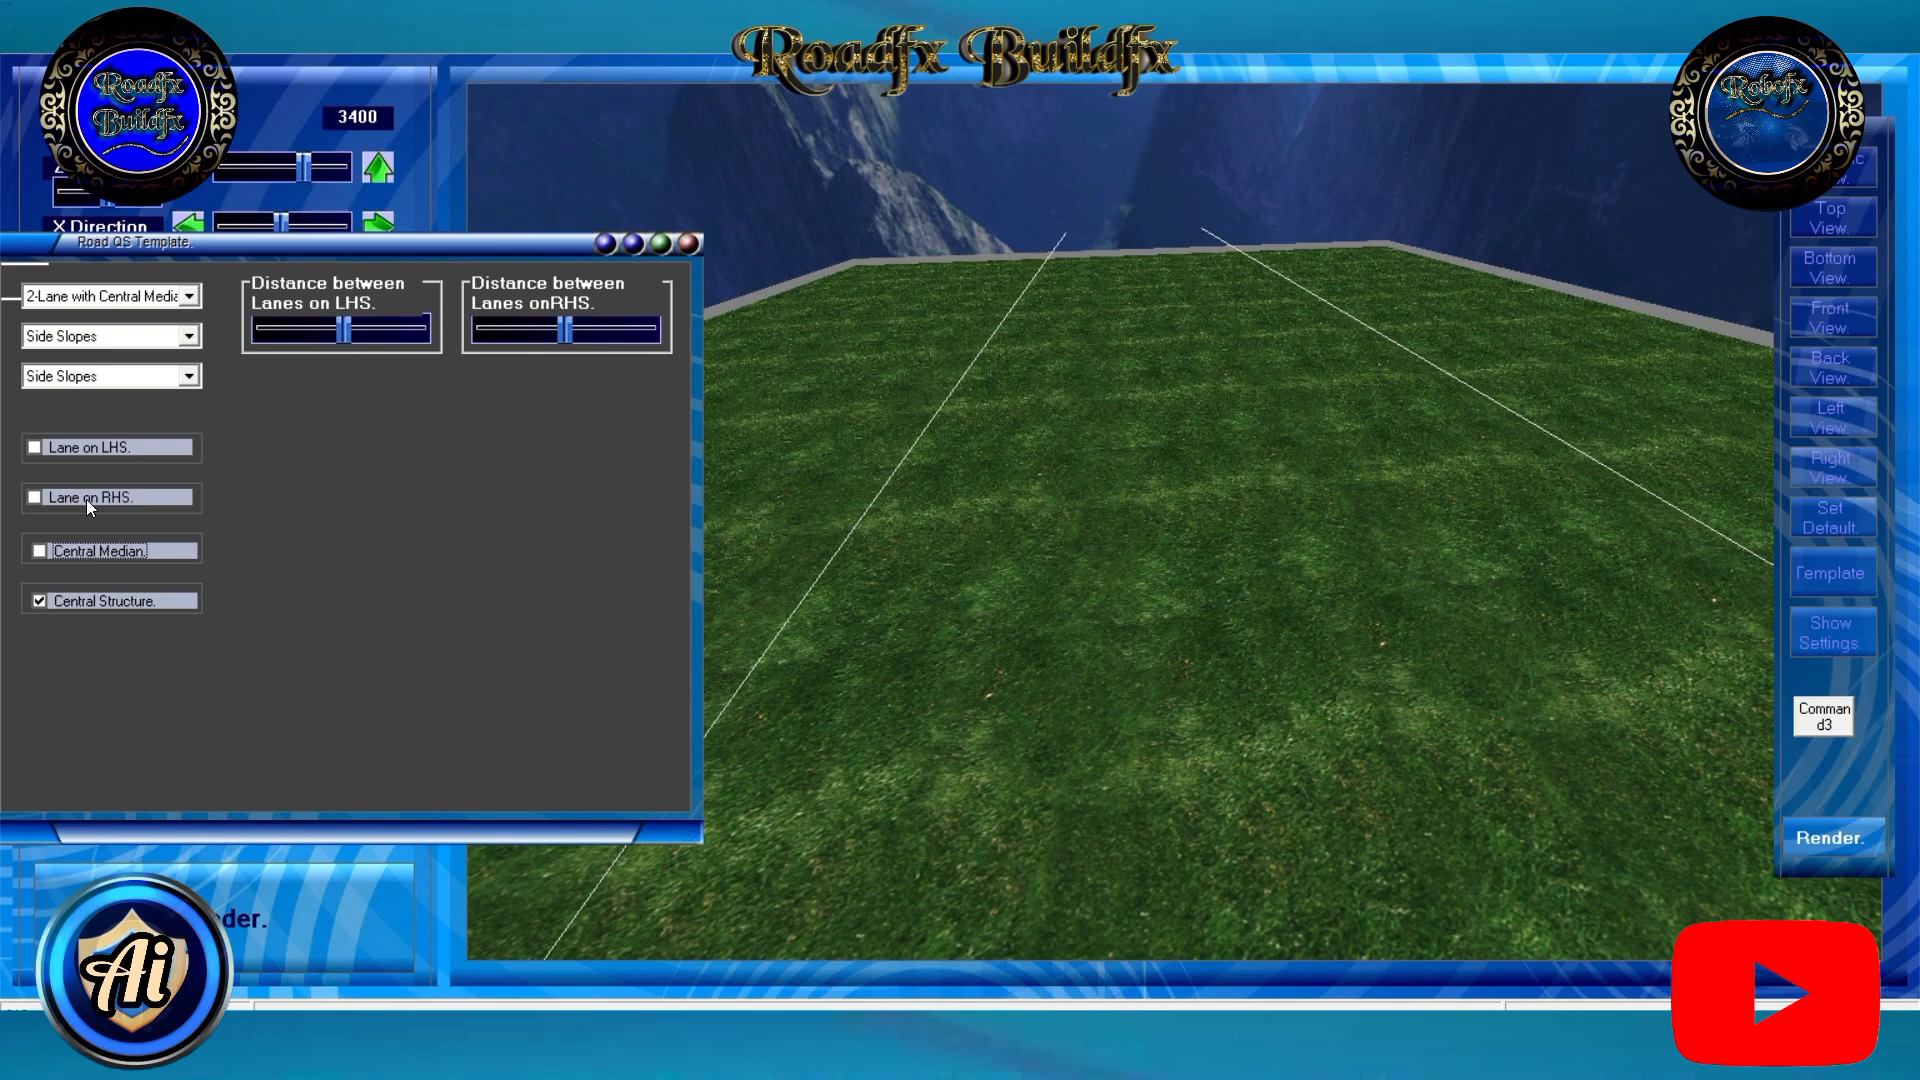 Roadfx Buildfx
Roadfx
Buildfx
Robofx
3400
X Direction
Road QS Template.
2-Lane with Central Media
Side Slopes
Side Slopes
Distance between
Lanes on LHS.
Distance between
Lanes onRHS.
Lane on LHS.
Lane on RHS.
Central Median.
Central Structure.
Top
View.
Bottom
View.
Front
View.
Back
View.
Left
View.
Right
View.
Set
Default.
Template
Show
Settings.
Comman
d3
Render.
der.
Ai